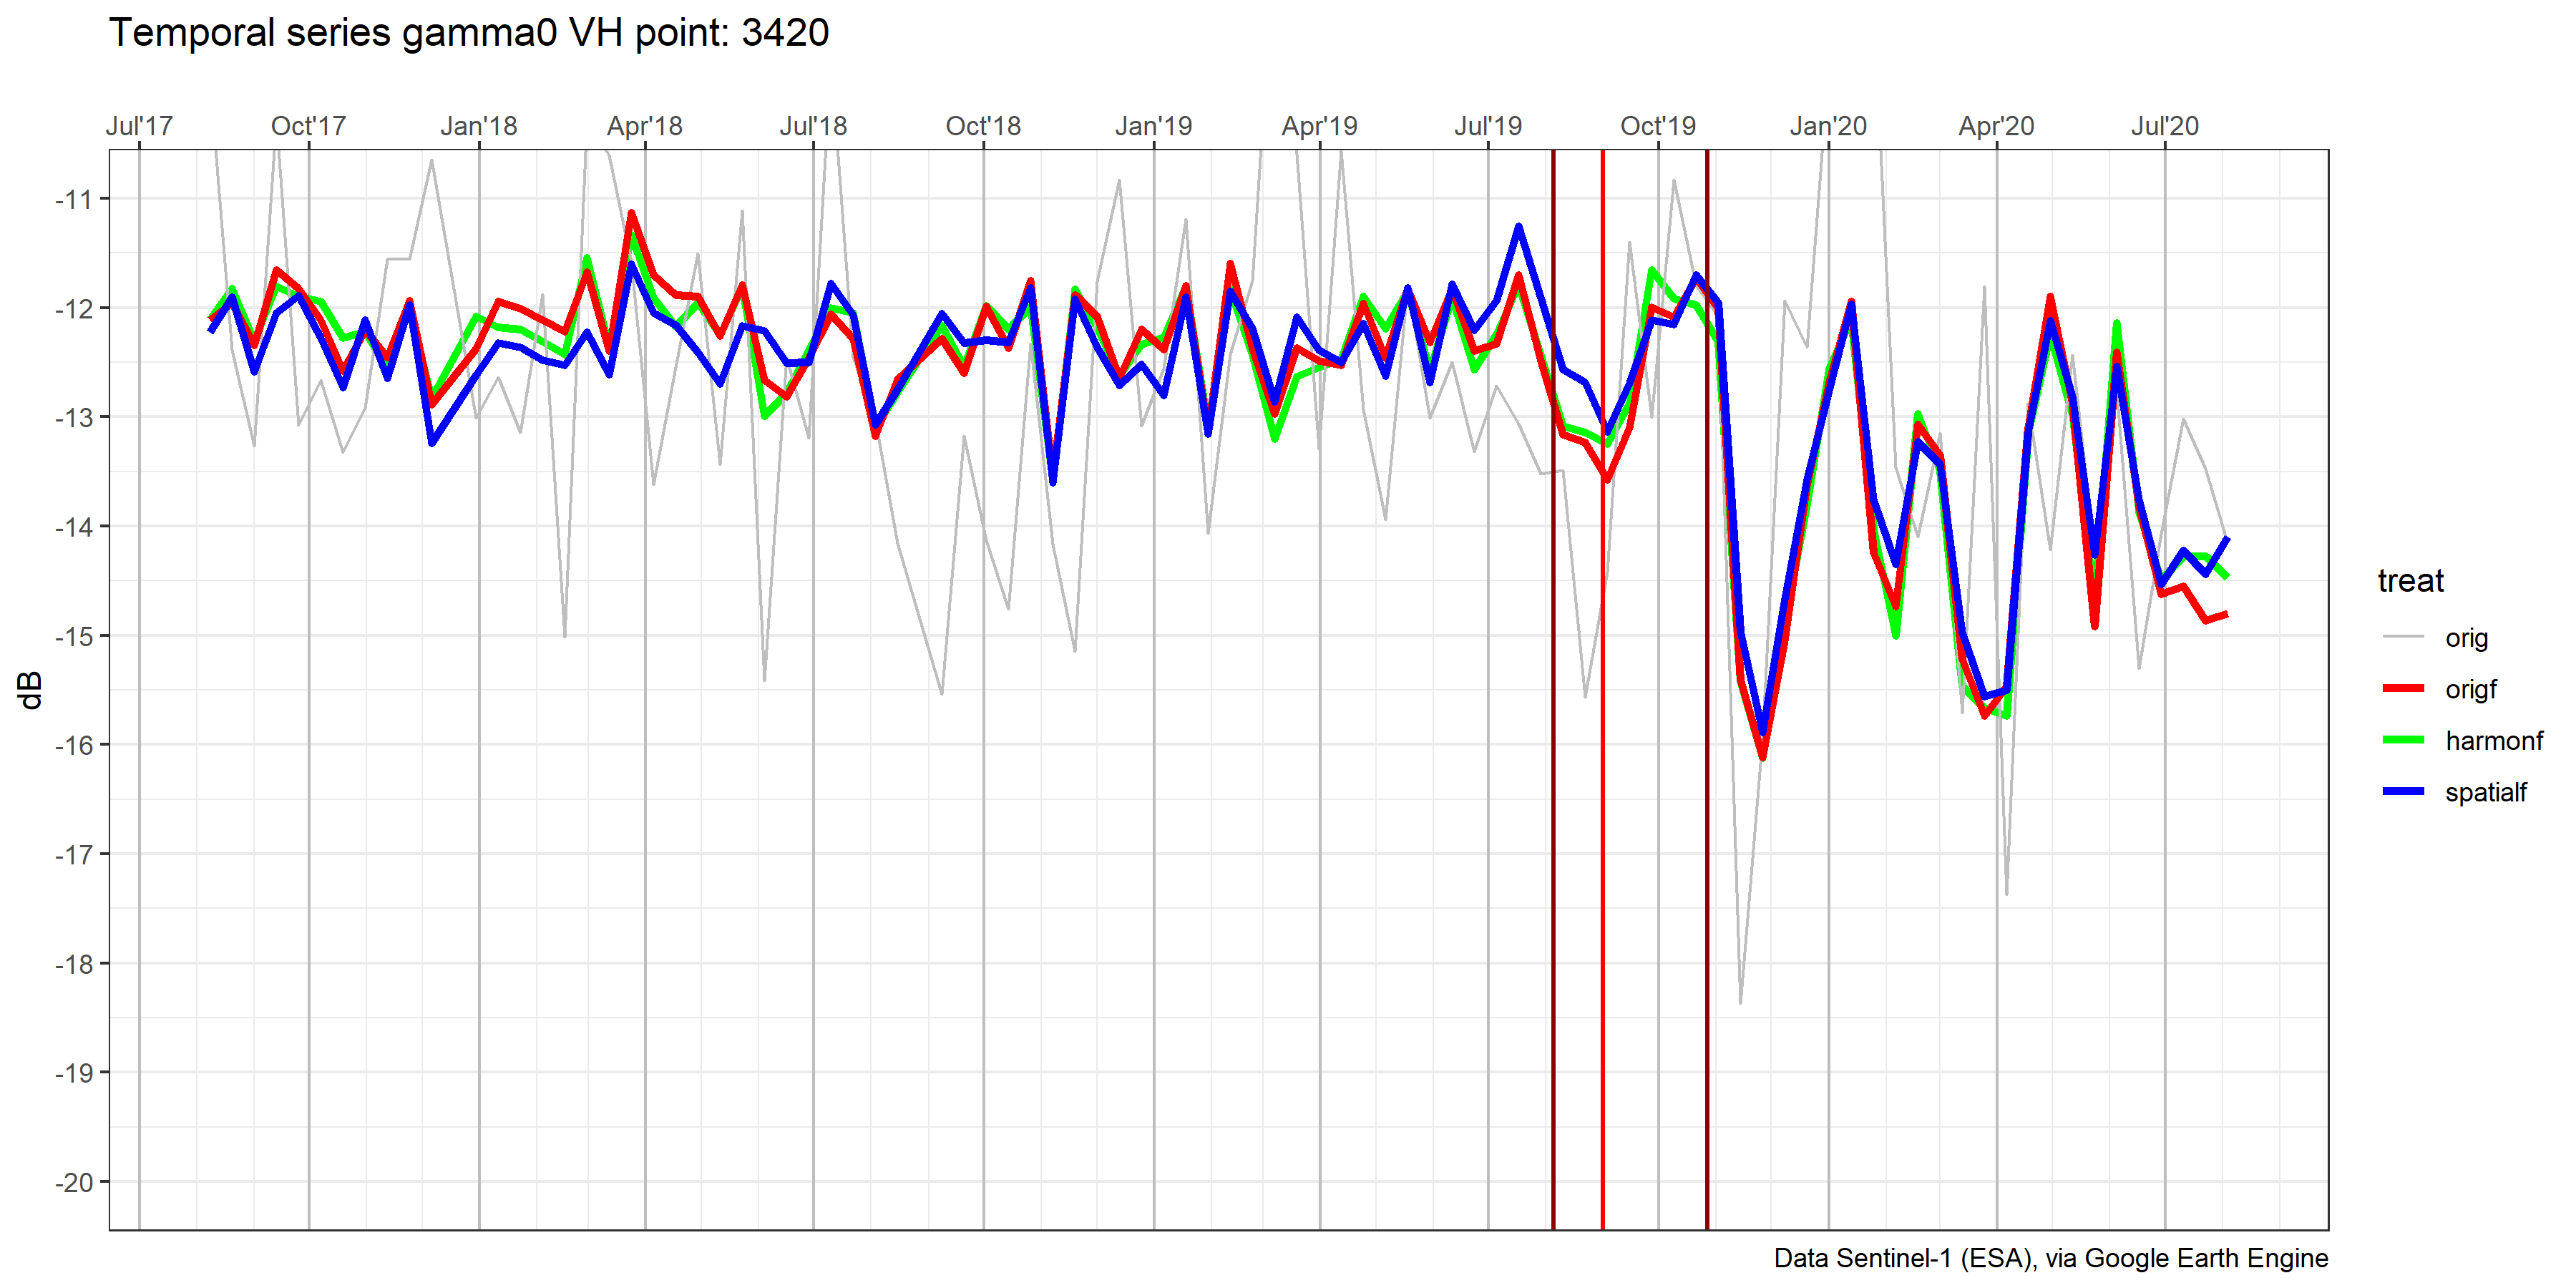 Temporal series gamma0 VH point: 3420
Jul'17 Oct'17 Jan'18 Apr'18 Jul'18 Oct'18 Jan'19 Apr'19 Jul'19 Oct'19 Jan'20 Apr'20 Jul'20
-11
-12
-13
-14
-15
-16
-17
-18
-19
-20
dB
treat
orig
origf
harmonf
spatialf
Data Sentinel-1 (ESA), via Google Earth Engine